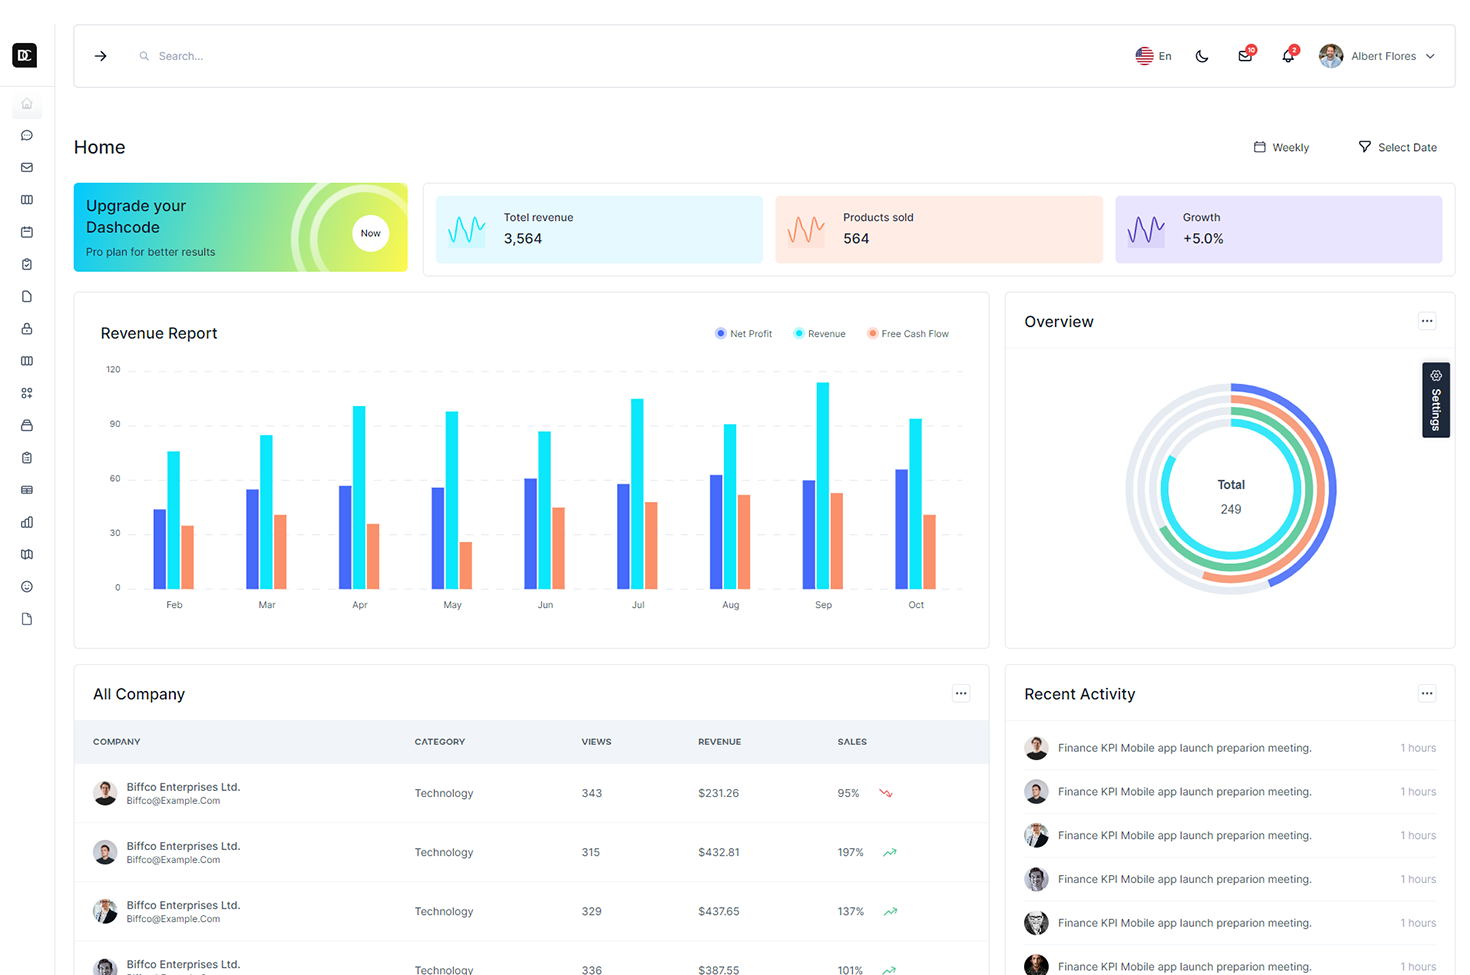 DC
Search...
En
10
2
Albert Flores
Home
Weekly
Select Date
Upgrade your
Dashcode
Pro plan for better results
Now
Total revenue
3,564
Products sold
564
Growth
+5.0%
Revenue Report
Net Profit
Revenue
Free Cash Flow
120
90
60
30
0
Feb
Mar
Apr
May
Jun
Jul
Aug
Sep
Oct
Overview
Total
249
Settings
All Company
COMPANY CATEGORY VIEWS REVENUE SALES
Biffco Enterprises Ltd.
Biffco@Example.Com
Technology 343 $231.26 95%
Biffco Enterprises Ltd.
Biffco@Example.Com
Technology 315 $432.81 197%
Biffco Enterprises Ltd.
Biffco@Example.Com
Technology 329 $437.65 137%
Biffco Enterprises Ltd.
Technology 336 $387.55 101%
Recent Activity
Finance KPI Mobile app launch preparion meeting. 1 hours
Finance KPI Mobile app launch preparion meeting. 1 hours
Finance KPI Mobile app launch preparion meeting. 1 hours
Finance KPI Mobile app launch preparion meeting. 1 hours
Finance KPI Mobile app launch preparion meeting. 1 hours
Finance KPI Mobile app launch preparion meeting. 1 hours